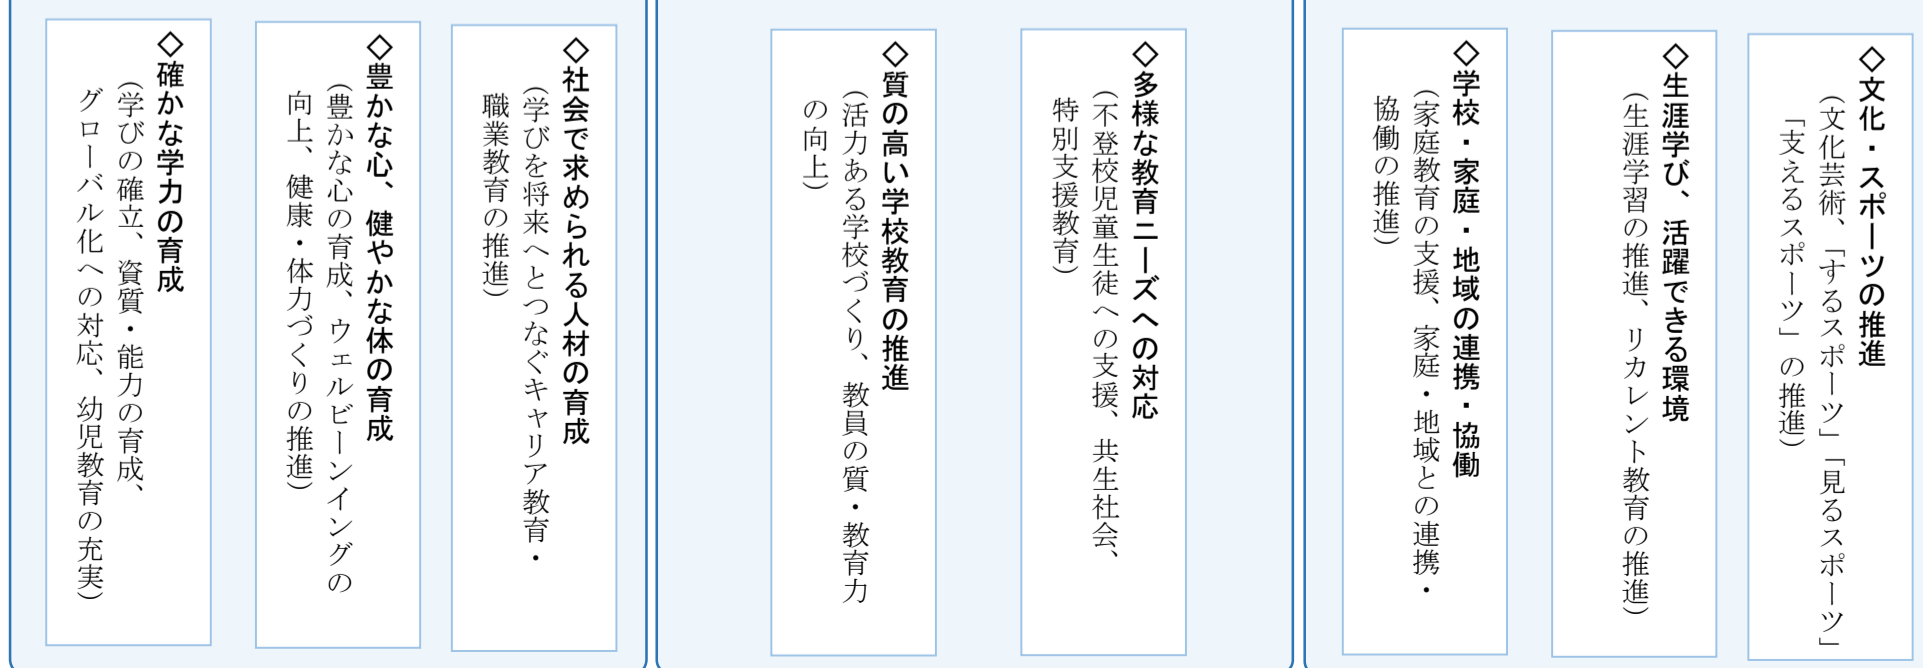 ◇確かな学力の育成
(学びの確立、資質・能力の育成、
グローバル化への対応、幼児教育の充実)
◇豊かな心、健やかな体の育成
(豊かな心の育成、ウェルビーンイングの
向上、健康・体力づくりの推進)
◇社会で求められる人材の育成
(学びを将来へとつなぐキャリア教育・
職業教育の推進)
◇質の高い学校教育の推進
(活力ある学校づくり、教員の質・教育力
の向上)
◇多様な教育ニーズへの対応
(不登校児童生徒への支援、共生社会、
特別支援教育)
◇学校・家庭・地域の連携・協働
(家庭教育の支援、家庭・地域との連携・
協働の推進)
◇生涯学び、活躍できる環境
(生涯学習の推進、リカレント教育の推進)
◇文化・スポーツの推進
(文化芸術、「するスポーツ」「見るスポーツ」
「支えるスポーツ」の推進)